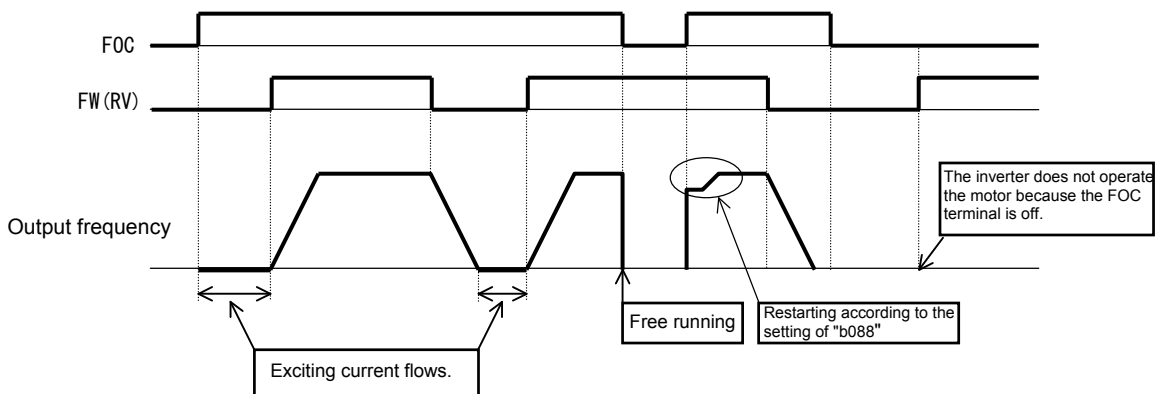 FOC
FW(RV)
The inverter does not operate
the motor because the FOC
terminal is off.
Output frequency
Free running
Restarting according to the
setting of "b088"
Exciting current flows.